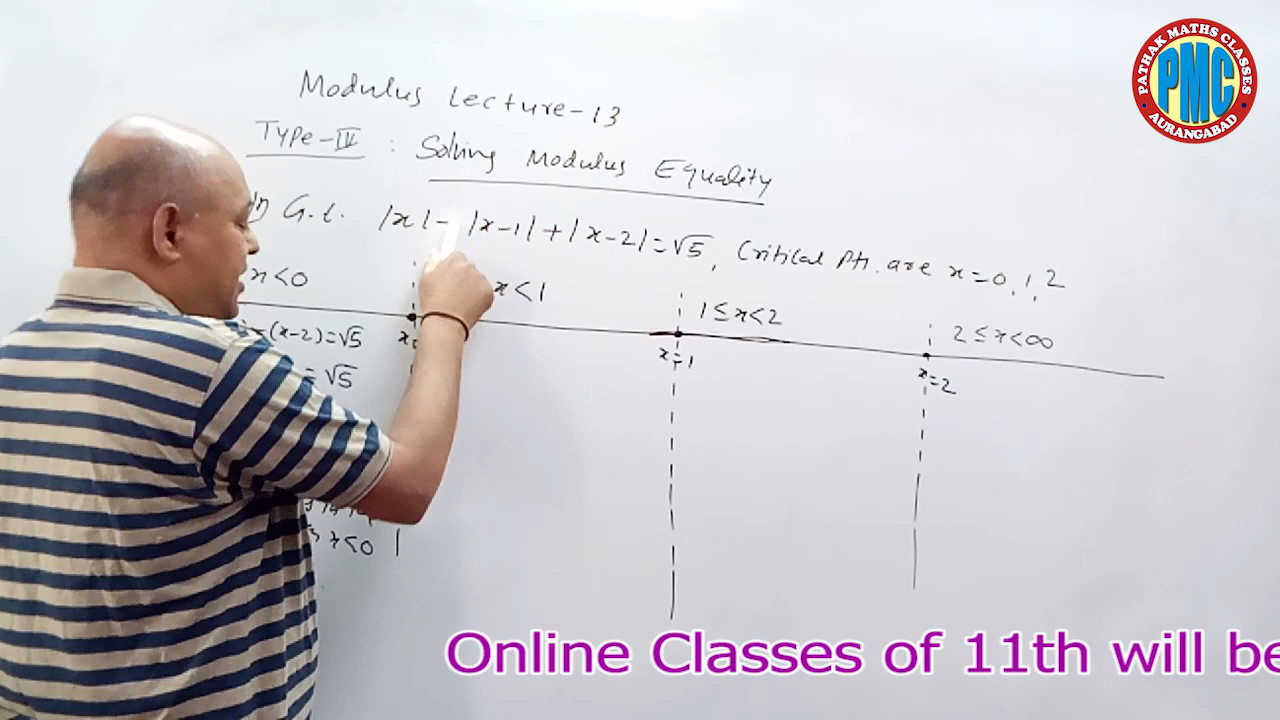 Modulus Lecture-13
Type-IV : Solving Modulus Equality
G.E. |x| - |x-1| + |x-2| = √5, Critical Pts. are x=0,1,2
x<0
x<1
1≤x<2
2≤x<∞
-(x-2)=√5
x=
x=1
x=2
=√5
x<0
PATHAK MATHS CLASSES
PMC
AURANGABAD
Online Classes of 11th will be